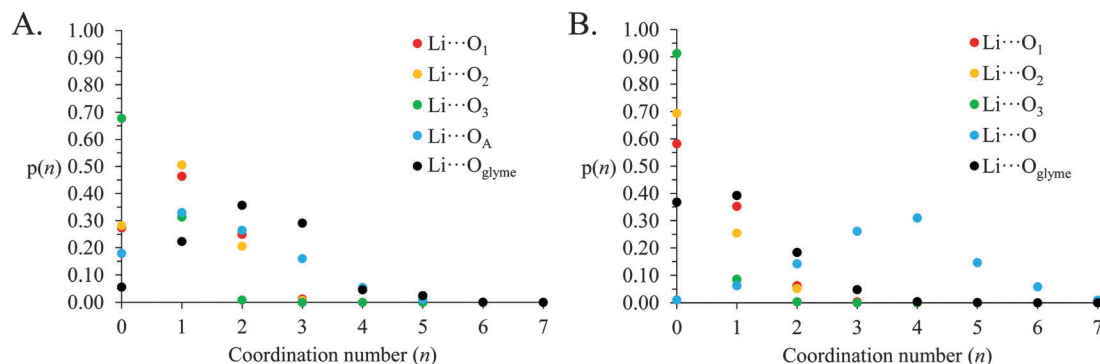 A.
p(n)
1.00
0.90
0.80
0.70
0.60
0.50
0.40
0.30
0.20
0.10
0.00
0 1 2 3 4 5 6 7
Coordination number (n)
Li···O₁
Li···O₂
Li···O₃
Li···O_A
Li···O_glyme
B.
p(n)
1.00
0.90
0.80
0.70
0.60
0.50
0.40
0.30
0.20
0.10
0.00
0 1 2 3 4 5 6 7
Coordination number (n)
Li···O₁
Li···O₂
Li···O₃
Li···O
Li···O_glyme